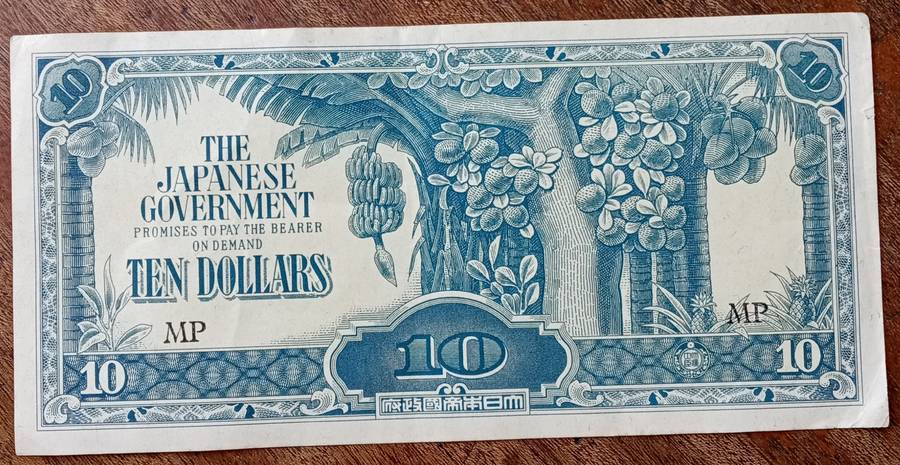 10
10
THE
JAPANESE
GOVERNMENT
PROMISES TO PAY THE BEARER
ON DEMAND
TEN DOLLARS
MP
MP
10
10
10
府政國帝本日大